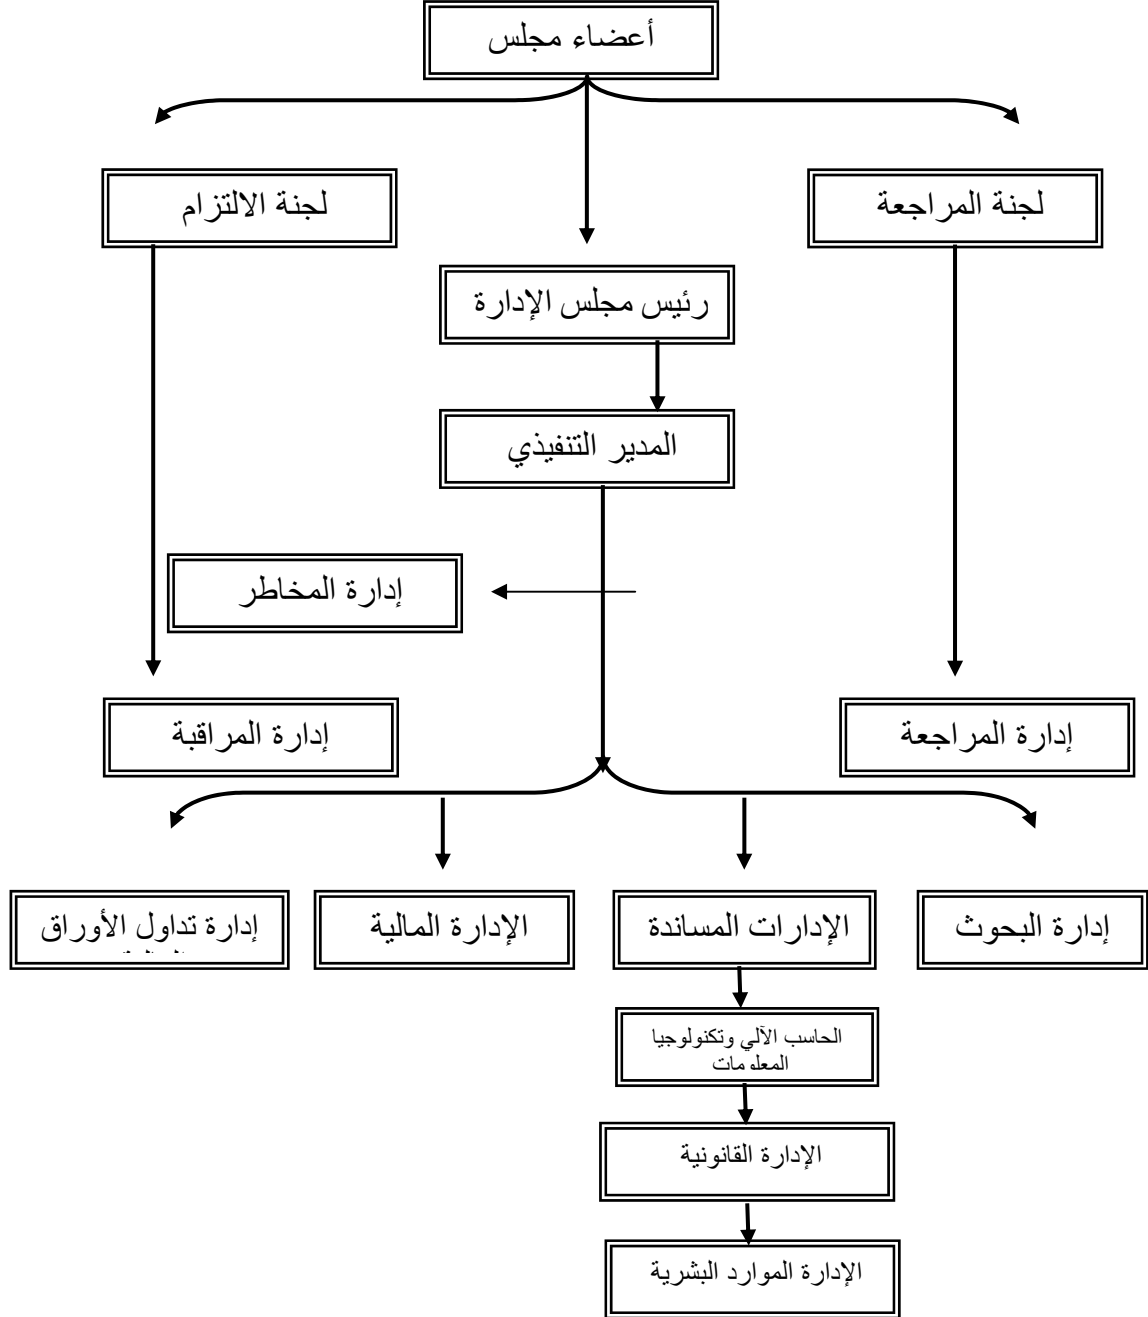 أعضاء مجلس
لجنة المراجعة
لجنة الالتزام
رئيس مجلس الإدارة
المدير التنفيذي
إدارة المخاطر
إدارة المراجعة
إدارة المراقبة
إدارة البحوث
الإدارات المساندة
الإدارة المالية
إدارة تداول الأوراق
الحاسب الآلي وتكنولوجيا
المعلومات
الإدارة القانونية
الإدارة الموارد البشرية